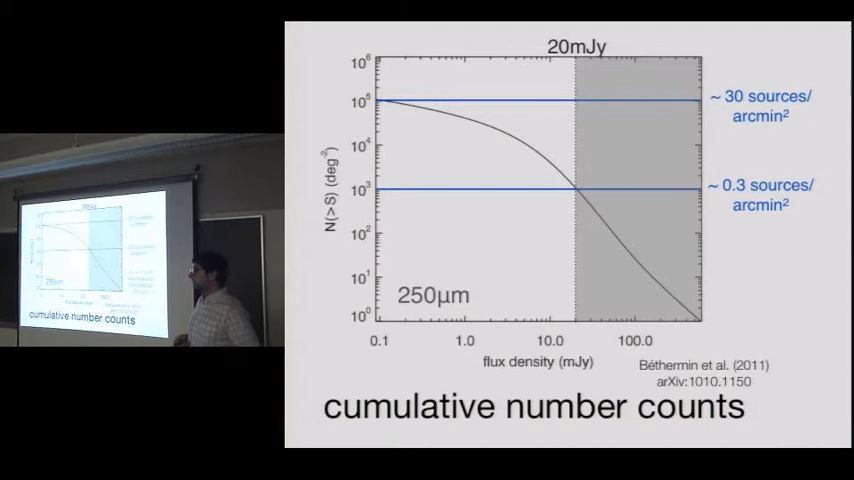 20mJy
10⁶
10⁵
10⁴
10³
10²
10¹
10⁰
N(>S) (deg⁻²)
~ 30 sources/
arcmin²
~ 0.3 sources/
arcmin²
250µm
0.1 1.0 10.0 100.0
flux density (mJy)
Béthermin et al. (2011)
arXiv:1010.1150
cumulative number counts
cumulative number counts